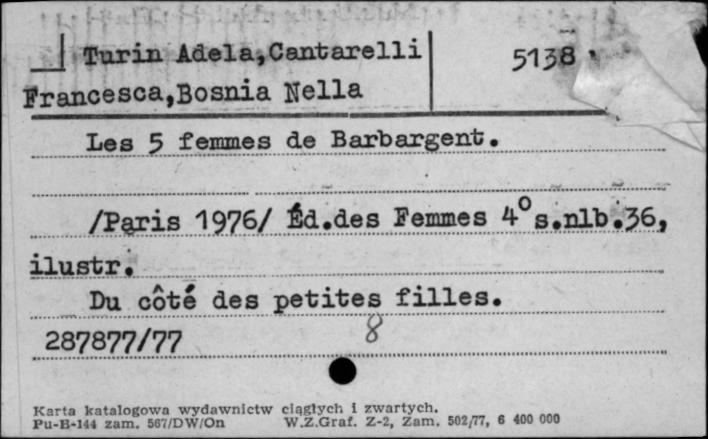 Turin Adela,Cantarelli 5138
Francesca,Bosnia Nella
Les 5 femmes de Barbargent.
/Paris 1976/ Éd.des Femmes 4° s.nlb.36,
ilustr.
Du côté des petites filles.
287877/77 8
Karta katalogowa wydawnictw ciągłych i zwartych.
Pu-B-144 zam. 567/DW/On W.Z.Graf. Z-2, Zam. 502/77, 6 400 000